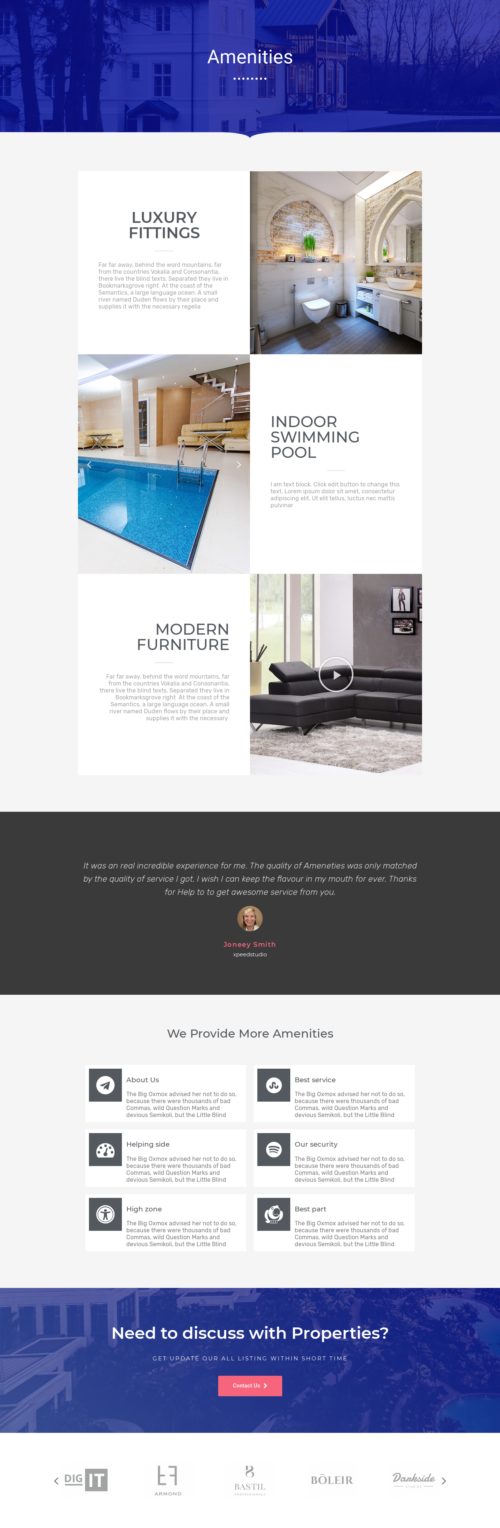 Amenities
LUXURY
FITTINGS
Far far away, behind the word mountains, far
from the countries Vokalia and Consonantia,
there live the blind texts. Separated they live in
Bookmarksgrove right  At the coast of the
Semantics, a large language ocean. A small
river named Duden flows by their place and
supplies it with the necessary regelia
INDOOR
SWIMMING
POOL
I am text block. Click edit button to change this
text. Lorem ipsum dolor sit amet, consectetur
adipiscing elit. Ut elit tellus, luctus nec mattis
pulvinar
MODERN
FURNITURE
Far far away, behind the word mountains, far
from the countries Vokalia and Consonantia,
there live the blind texts. Separated they live in
Bookmarksgrove right  At the coast of the
Semantics, a large language ocean. A small
river named Duden flows by their place and
supplies it with the necessary
It was an real incredible experience for me. The quality of Ameneties was only matched
by the quality of service I got. I wish I can keep the flavour in my mouth for ever. Thanks
for Help to to get awesome service from you.
Joneey Smith
xpeedstudio
We Provide More Amenities
About Us
The Big Oxmox advised her not to do so,
because there were thousands of bad
Commas, wild Question Marks and
devious Semikoli, but the Little Blind
Best service
The Big Oxmox advised her not to do so,
because there were thousands of bad
Commas, wild Question Marks and
devious Semikoli, but the Little Blind
Helping side
The Big Oxmox advised her not to do so,
because there were thousands of bad
Commas, wild Question Marks and
devious Semikoli, but the Little Blind
Our security
The Big Oxmox advised her not to do so,
because there were thousands of bad
Commas, wild Question Marks and
devious Semikoli, but the Little Blind
High zone
The Big Oxmox advised her not to do so,
because there were thousands of bad
Commas, wild Question Marks and
devious Semikoli, but the Little Blind
Best part
The Big Oxmox advised her not to do so,
because there were thousands of bad
Commas, wild Question Marks and
devious Semikoli, but the Little Blind
Need to discuss with Properties?
GET UPDATE OUR ALL LISTING WITHIN SHORT TIME
Contact Us
DIG IT
ARMOND
BASTIL
BÖLEIR
Darkside